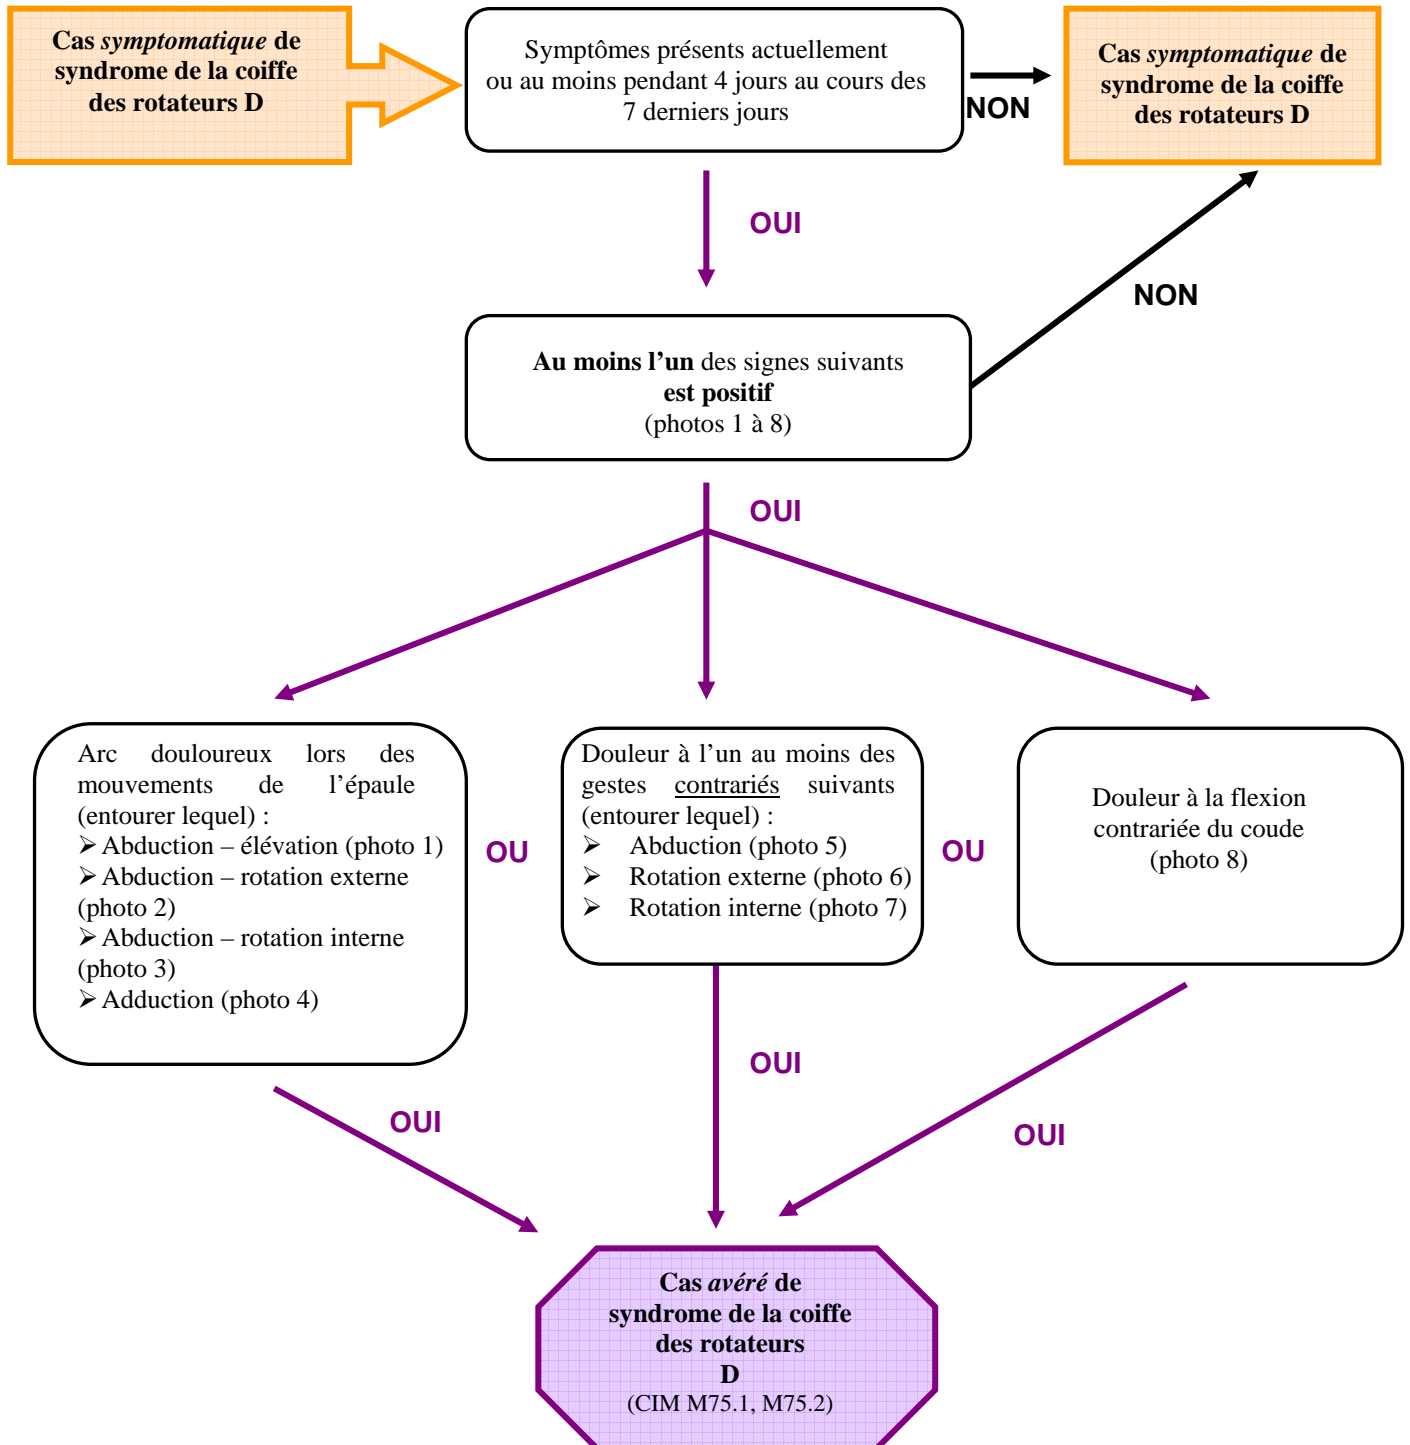 Cas symptomatique de
syndrome de la coiffe
des rotateurs D
Symptômes présents actuellement
ou au moins pendant 4 jours au cours des
7 derniers jours
NON
Cas symptomatique de
syndrome de la coiffe
des rotateurs D
OUI
NON
Au moins l’un des signes suivants
est positif
(photos 1 à 8)
OUI
Arc douloureux lors des
mouvements de l’épaule
(entourer lequel) :
➢ Abduction – élévation (photo 1)
➢ Abduction – rotation externe
(photo 2)
➢ Abduction – rotation interne
(photo 3)
➢ Adduction (photo 4)
OU
Douleur à l’un au moins des
gestes contrariés suivants
(entourer lequel) :
➢ Abduction (photo 5)
➢ Rotation externe (photo 6)
➢ Rotation interne (photo 7)
OU
Douleur à la flexion
contrariée du coude
(photo 8)
OUI
OUI
OUI
Cas avéré de
syndrome de la coiffe
des rotateurs
D
(CIM M75.1, M75.2)